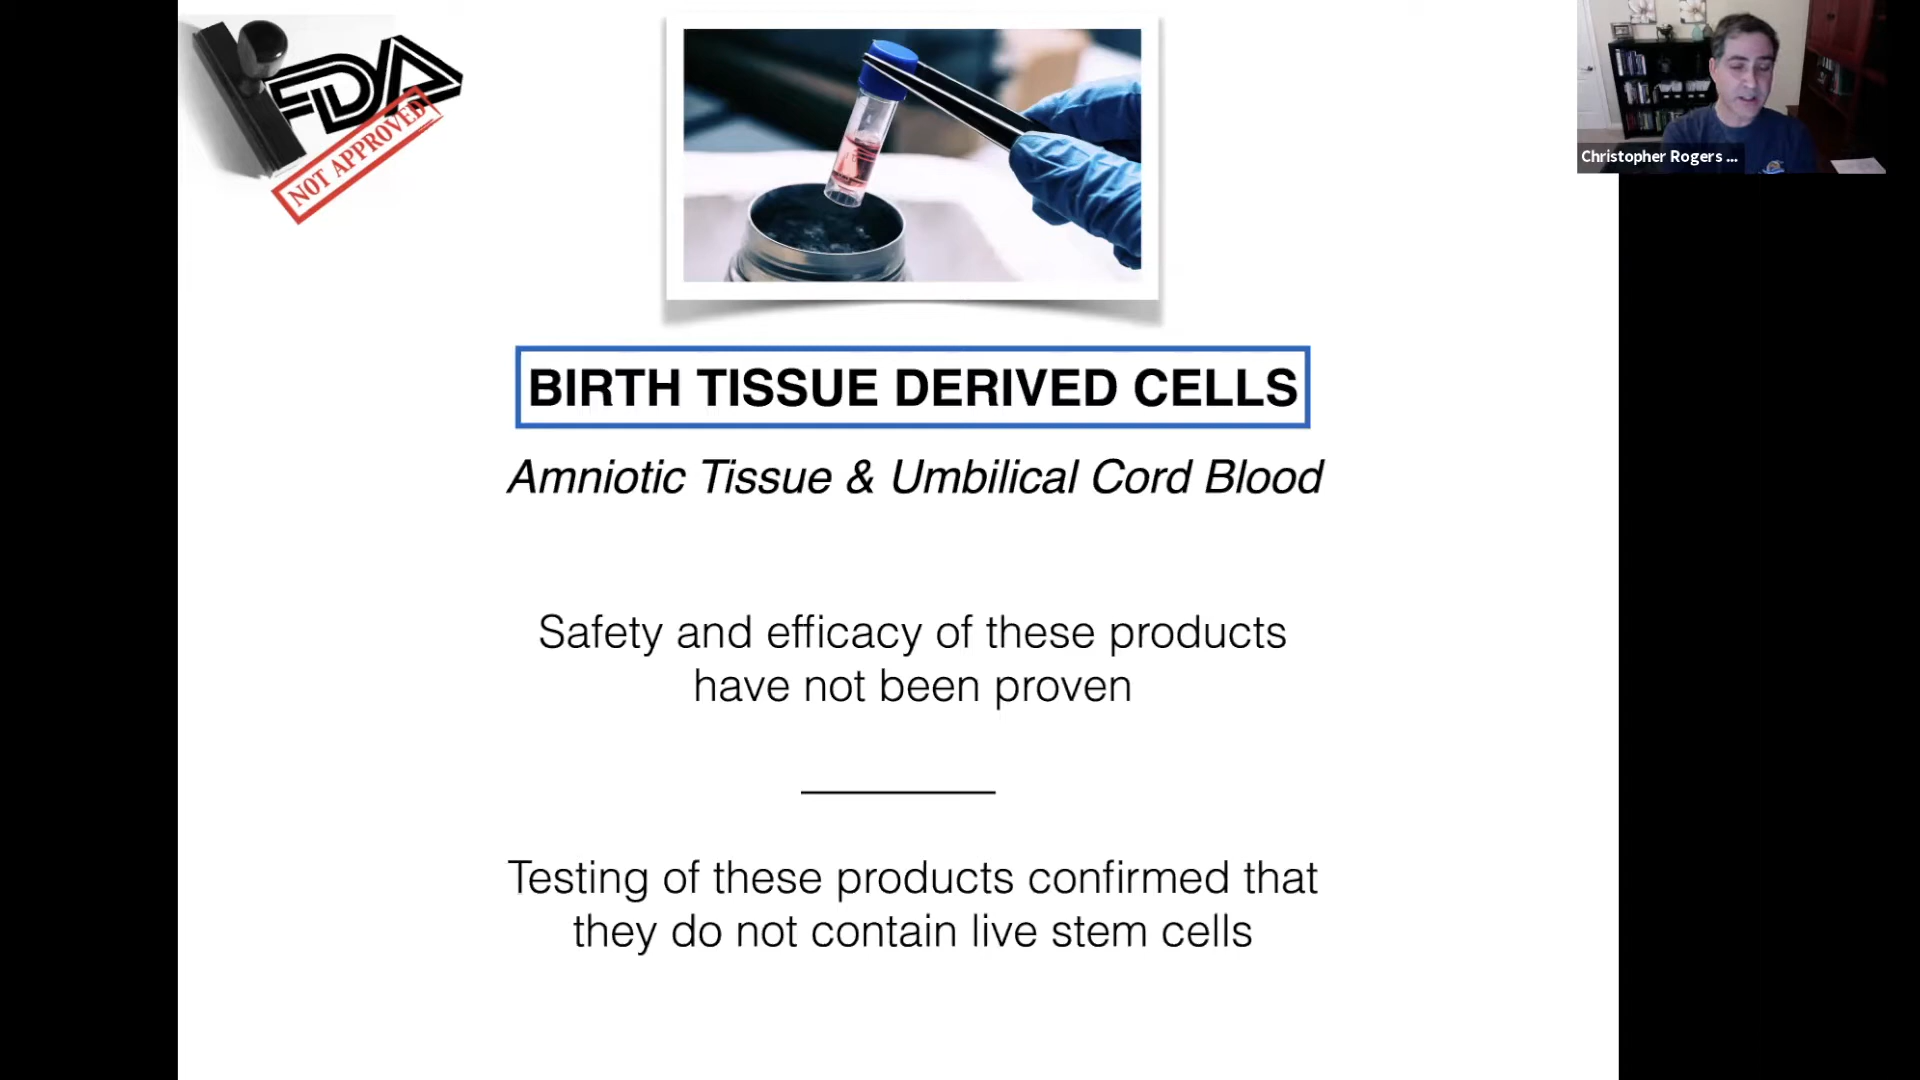 FDA
NOT APPROVED
Christopher Rogers ...
BIRTH TISSUE DERIVED CELLS
Amniotic Tissue & Umbilical Cord Blood
Safety and efficacy of these products
have not been proven
Testing of these products confirmed that
they do not contain live stem cells